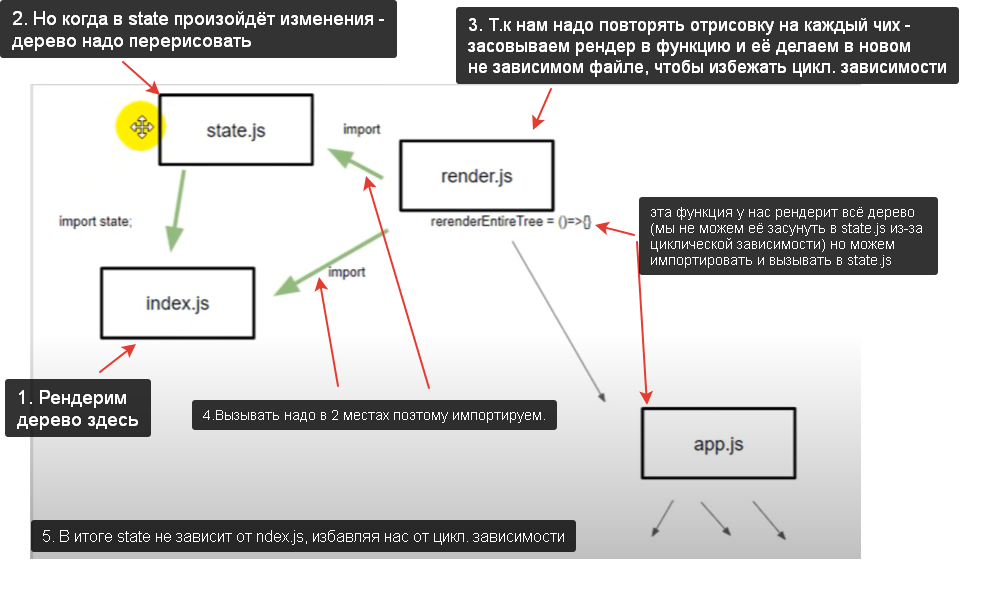 2. Но когда в state произойдёт изменения -
дерево надо перерисовать
3. Т.к нам надо повторять отрисовку на каждый чих -
засовываем рендер в функцию и её делаем в новом
не зависимом файле, чтобы избежать цикл. зависимости
state.js
import
render.js
rerenderEntireTree = ()=>{}
эта функция у нас рендерит всё дерево
(мы не можем её засунуть в state.js из-за
циклической зависимости) но можем
импортировать и вызывать в state.js
import state;
import
index.js
1. Рендерим
дерево здесь
4.Вызывать надо в 2 местах поэтому импортируем.
app.js
5. В итоге state не зависит от ndex.js, избавляя нас от цикл. зависимости